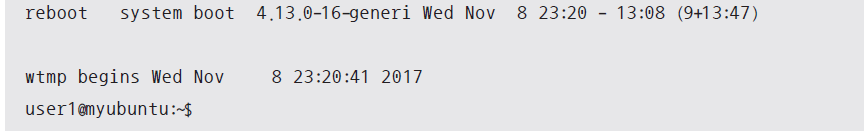 reboot   system boot  4.13.0-16-generi Wed Nov  8 23:20 - 13:08 (9+13:47)
wtmp begins Wed Nov    8 23:20:41 2017
user1@myubuntu:~$